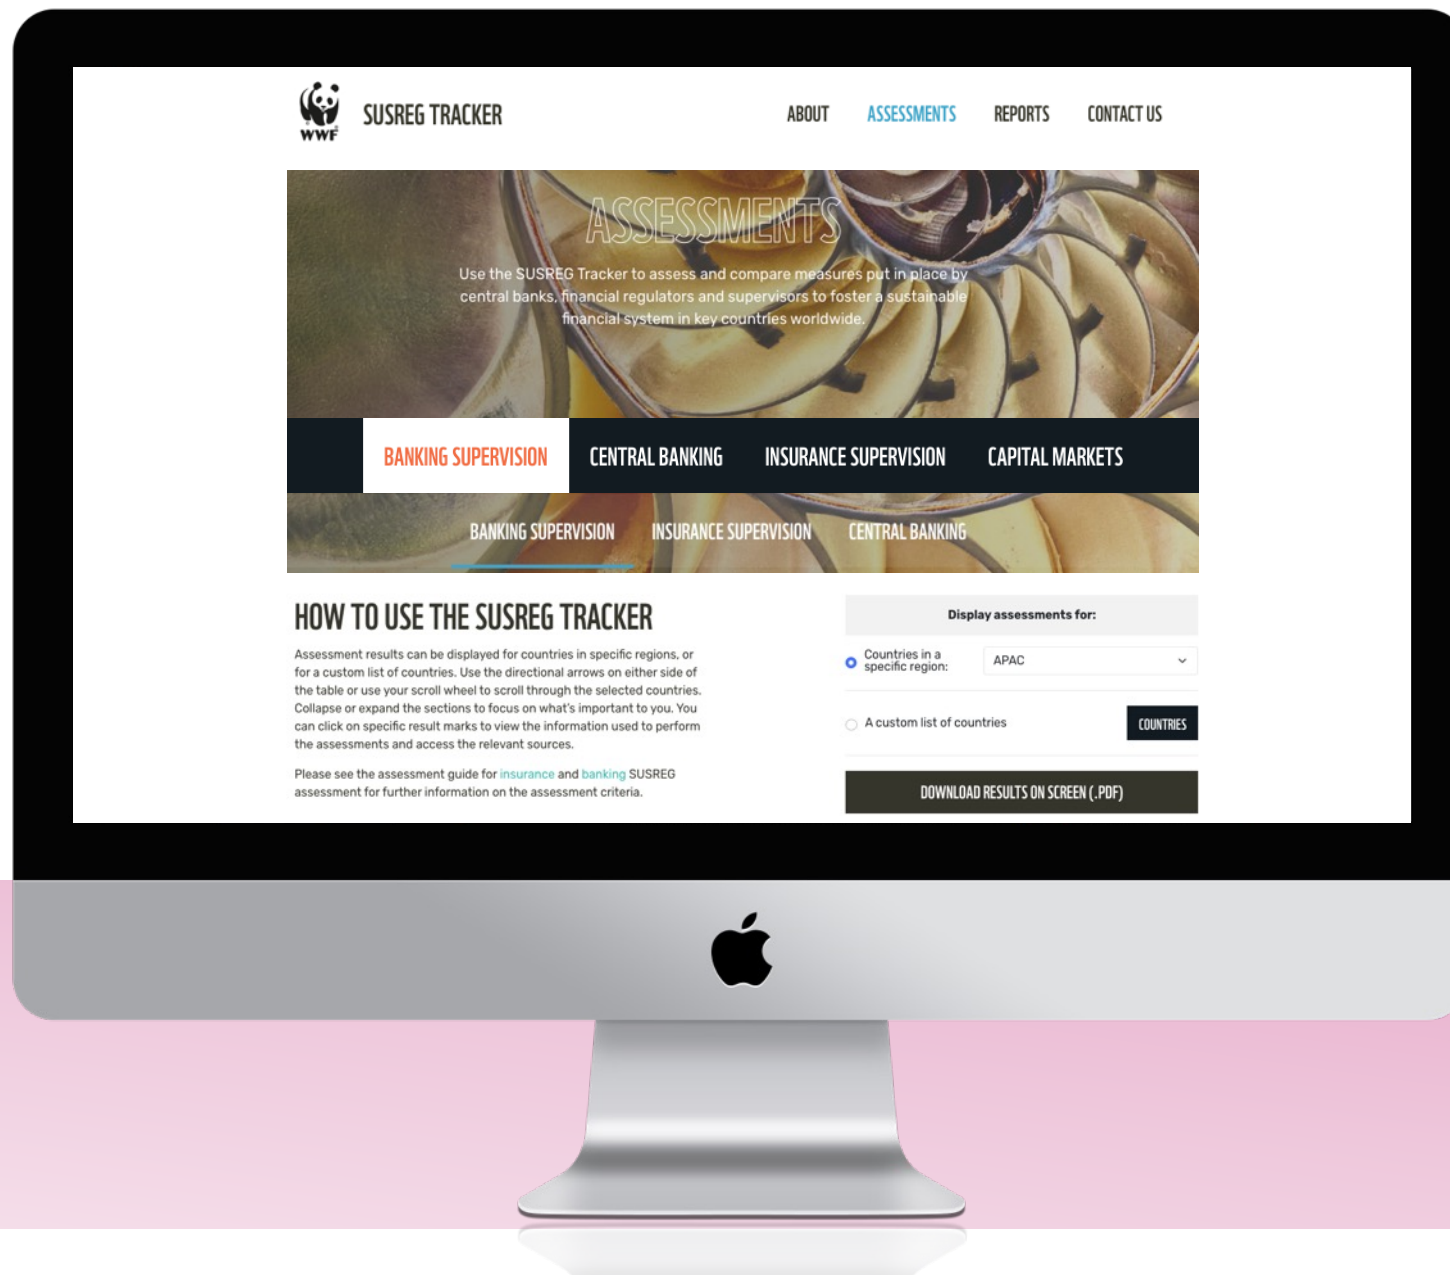 WWF
SUSREG TRACKER
ABOUT
ASSESSMENTS
REPORTS
CONTACT US
ASSESSMENTS
Use the SUSREG Tracker to assess and compare measures put in place by
central banks, financial regulators and supervisors to foster a sustainable
financial system in key countries worldwide.
BANKING SUPERVISION
CENTRAL BANKING
INSURANCE SUPERVISION
CAPITAL MARKETS
BANKING SUPERVISION
INSURANCE SUPERVISION
CENTRAL BANKING
HOW TO USE THE SUSREG TRACKER
Assessment results can be displayed for countries in specific regions, or
for a custom list of countries. Use the directional arrows on either side of
the table or use your scroll wheel to scroll through the selected countries.
Collapse or expand the sections to focus on what's important to you. You
can click on specific result marks to view the information used to perform
the assessments and access the relevant sources.
Please see the assessment guide for insurance and banking SUSREG
assessment for further information on the assessment criteria.
Display assessments for:
Countries in a
specific region:
APAC
A custom list of countries
COUNTRIES
DOWNLOAD RESULTS ON SCREEN (.PDF)